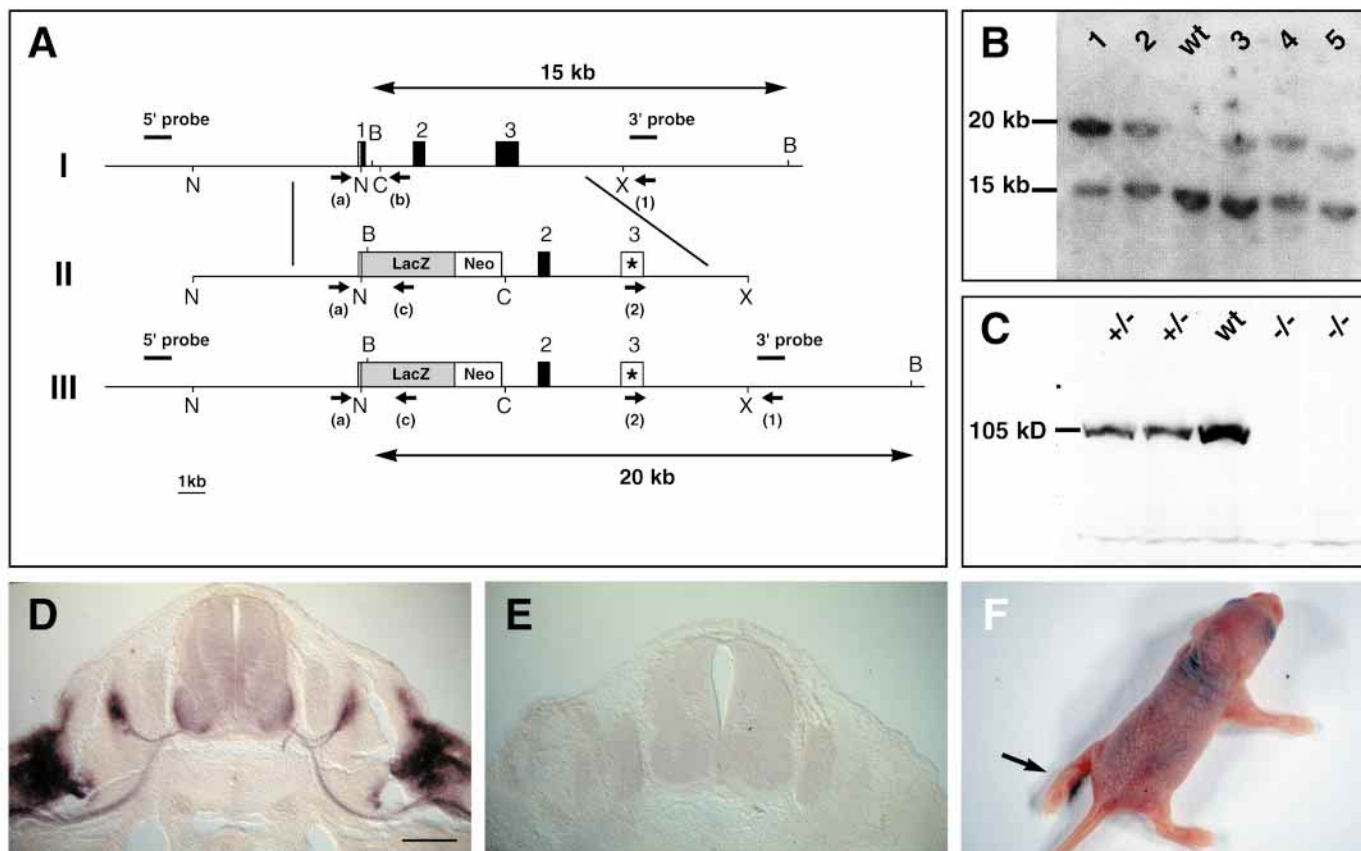 A
15 kb
5' probe
1 B 2 3
3' probe
B
I
N N C X
(a) (b) (1)
B 2 3
II
LacZ Neo *
N N C X
(a) (c) (2)
5' probe
3' probe
B 2 3 B
III
LacZ Neo *
N N C X
(a) (c) (2) (1)
1kb
20 kb
B
1 2 wt 3 4 5
20 kb
15 kb
C
+/- +/- wt -/- -/-
105 kD
D
E
F